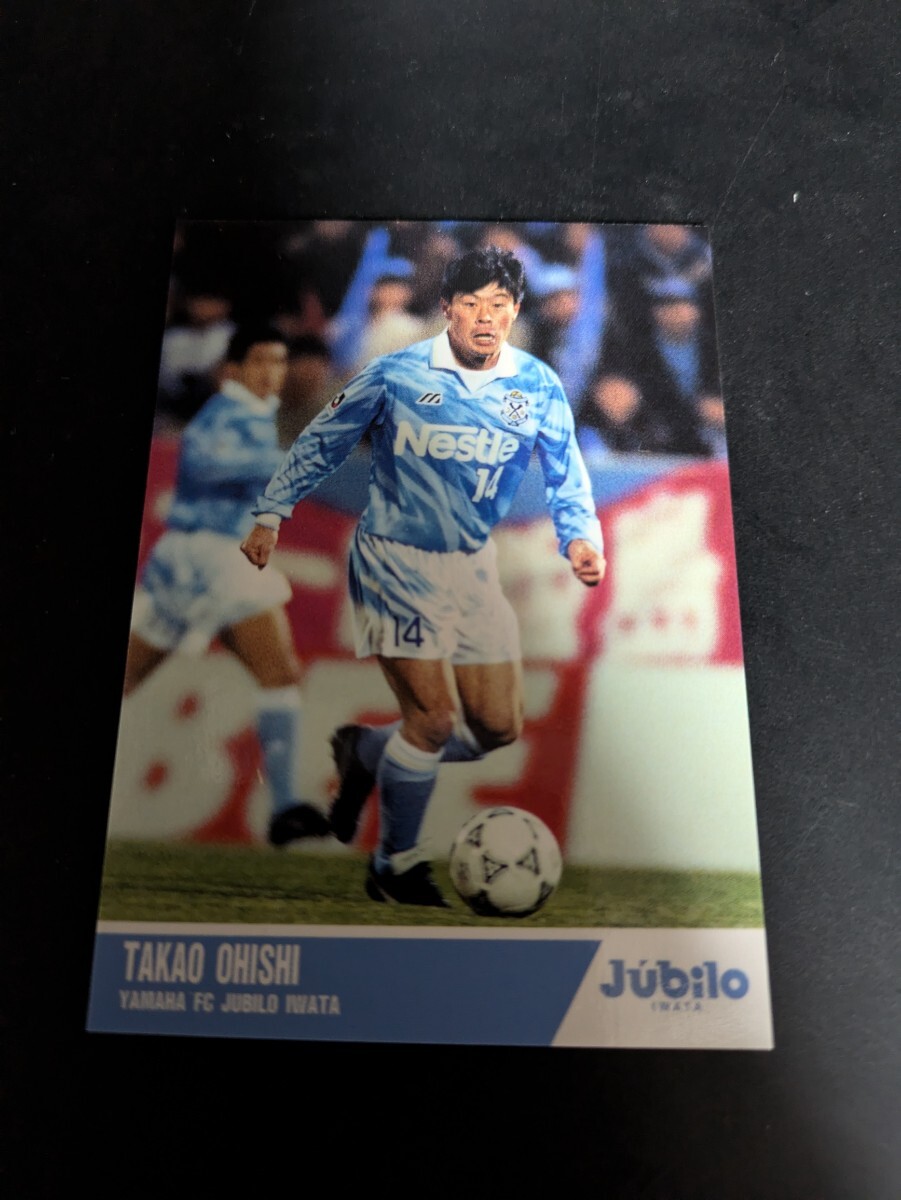 Nestle
14
14
TAKAO OHISHI
YAMAHA FC JUBILO IWATA
Júbilo
IWATA